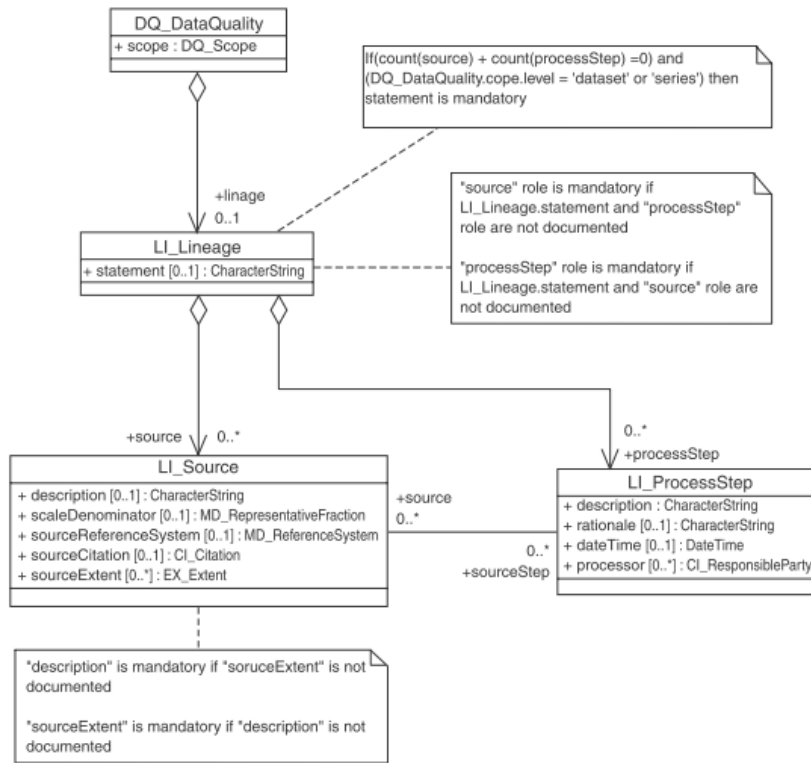 DQ_DataQuality
+ scope : DQ_Scope
If(count(source) + count(processStep) =0) and
(DQ_DataQuality.cope.level = 'dataset' or 'series') then
statement is mandatory
+linage
0..1
LI_Lineage
+ statement [0..1] : CharacterString
"source" role is mandatory if
LI_Lineage.statement and "processStep"
role are not documented
"processStep" role is mandatory if
LI_Lineage.statement and "source" role are
not documented
+source 0..*
0..*
+processStep
LI_Source
+ description [0..1] : CharacterString
+ scaleDenominator [0..1] : MD_RepresentativeFraction
+ sourceReferenceSystem [0..1] : MD_ReferenceSystem
+ sourceCitation [0..1] : CI_Citation
+ sourceExtent [0..*] : EX_Extent
+source
0..*
0..*
+sourceStep
LI_ProcessStep
+ description : CharacterString
+ rationale [0..1] : CharacterString
+ dateTime [0..1] : DateTime
+ processor [0..*] : CI_ResponsibleParty
"description" is mandatory if "soruceExtent" is not
documented
"sourceExtent" is mandatory if "description" is not
documented